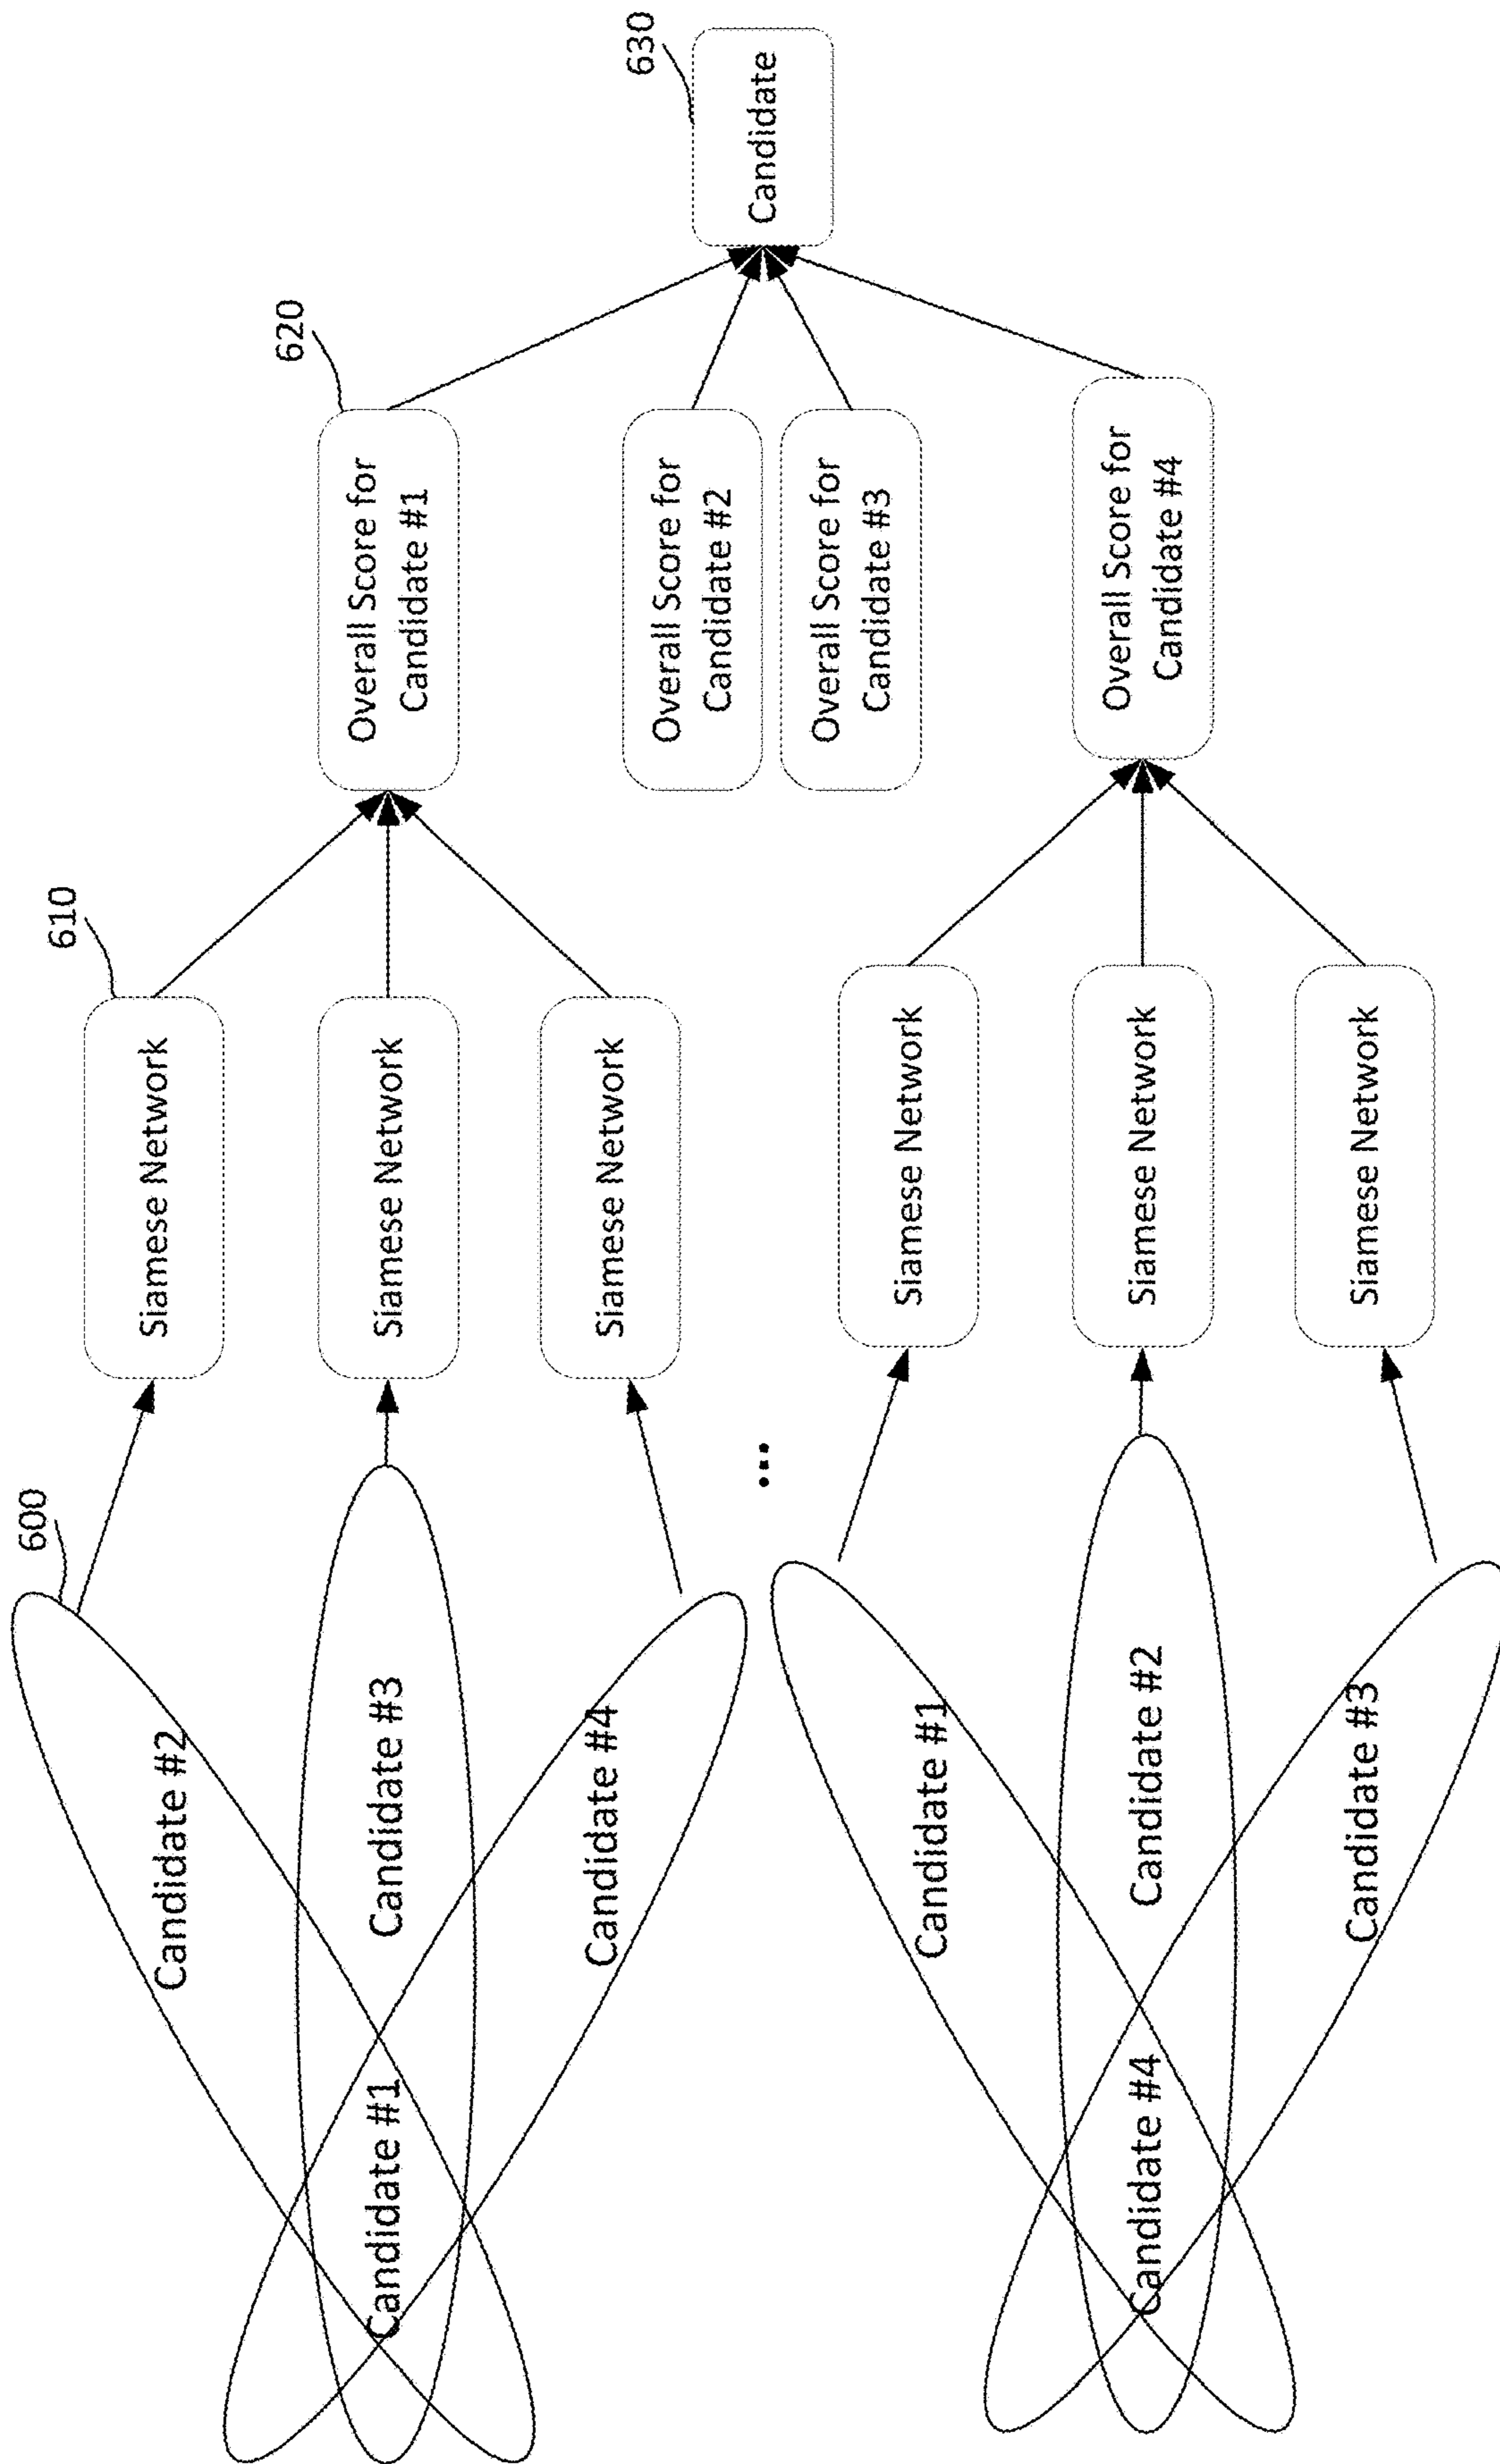 600
610
620
630
Candidate #2
Candidate #1
Candidate #3
Candidate #4
Siamese Network
Siamese Network
Siamese Network
Overall Score for
Candidate #1
Overall Score for
Candidate #2
Overall Score for
Candidate #3
Candidate
...
Candidate #1
Candidate #4
Candidate #2
Candidate #3
Siamese Network
Siamese Network
Siamese Network
Overall Score for
Candidate #4